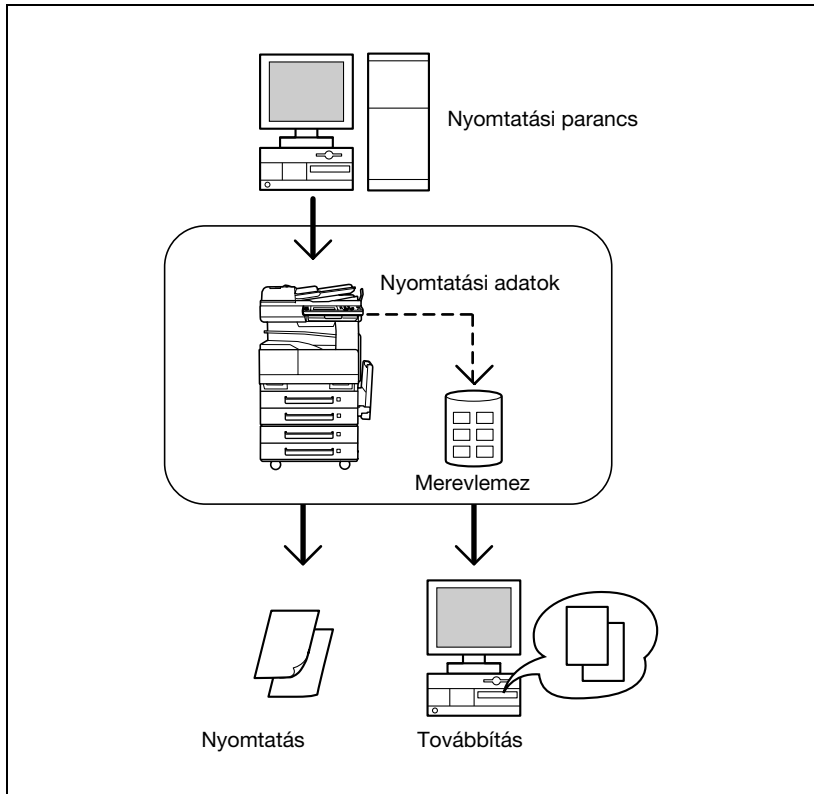 Nyomtatási parancs
Nyomtatási adatok
Merevlemez
Nyomtatás
Továbbítás